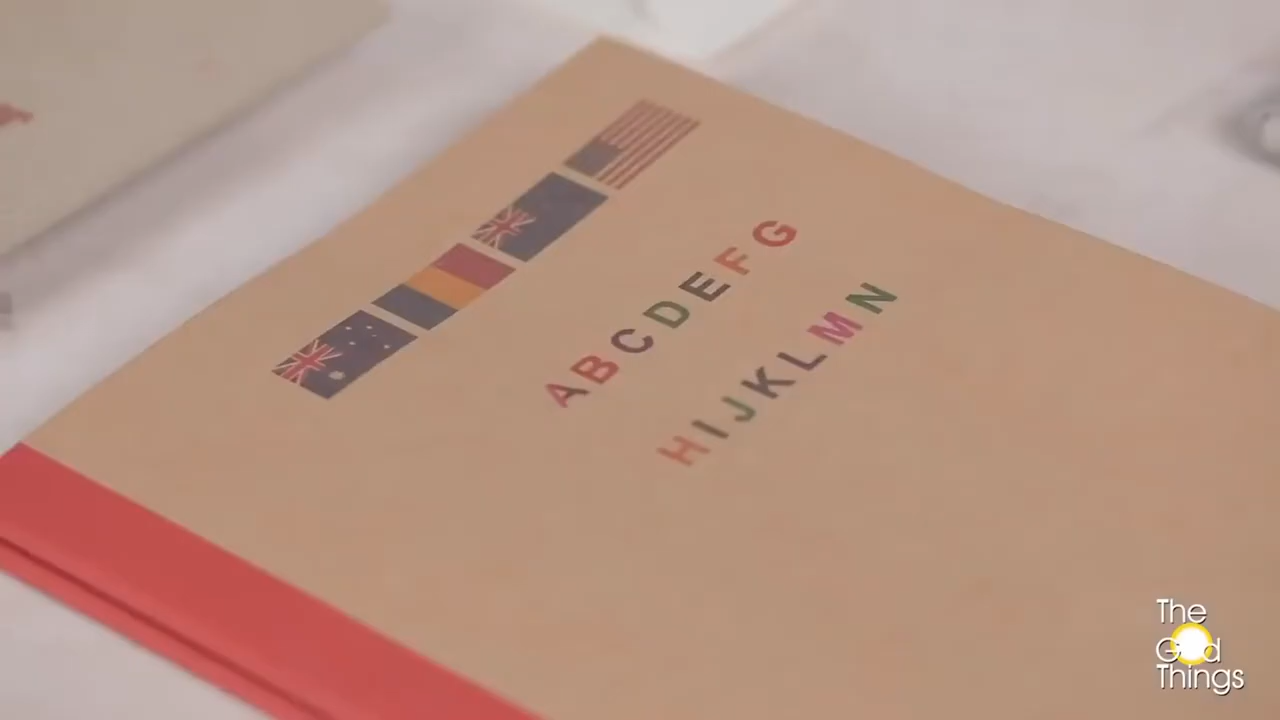 ABCDEFG
HIJKLMN
The
Good
Things